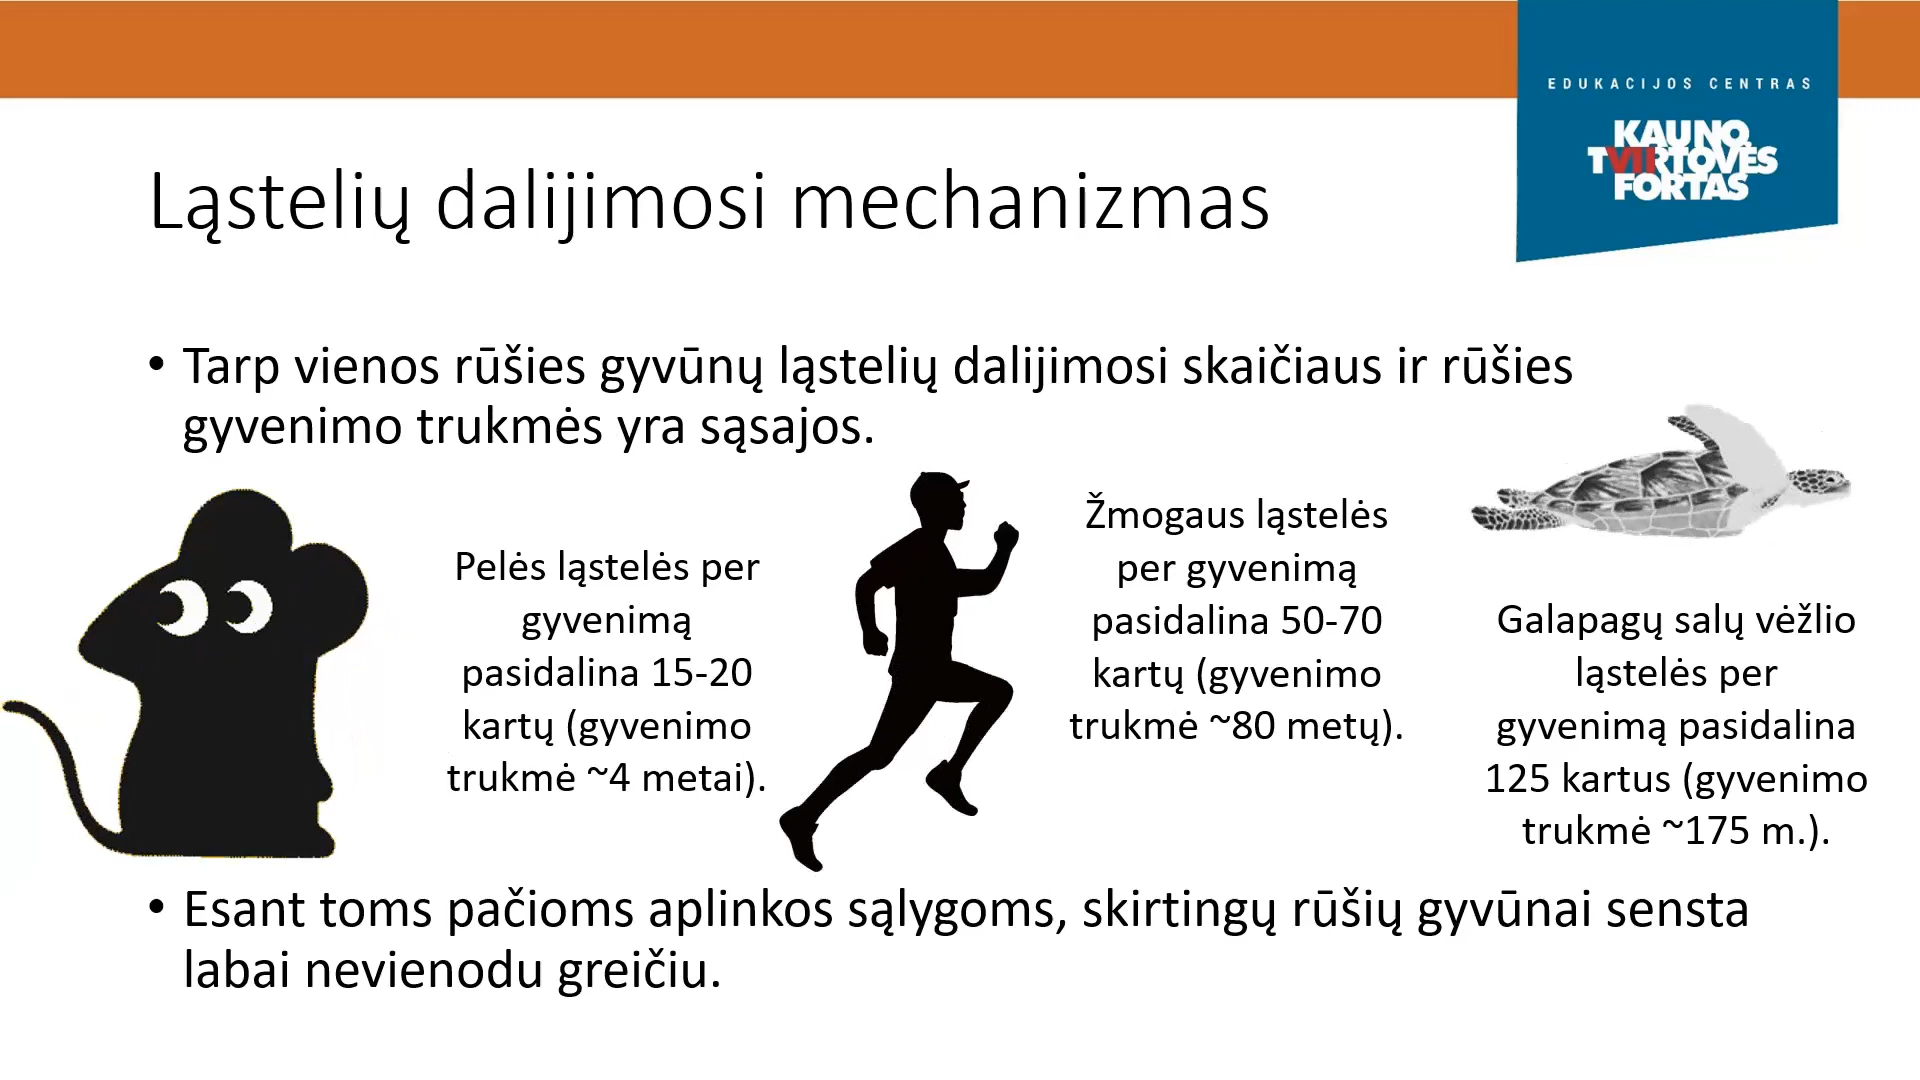 EDUKACIJOS CENTRAS
KAUNO
TVIRTOVĖS
FORTAS
Ląstelių dalijimosi mechanizmas
• Tarp vienos rūšies gyvūnų ląstelių dalijimosi skaičiaus ir rūšies
gyvenimo trukmės yra sąsajos.
Pelės ląstelės per
gyvenimą
pasidalina 15-20
kartų (gyvenimo
trukmė ~4 metai).
Žmogaus ląstelės
per gyvenimą
pasidalina 50-70
kartų (gyvenimo
trukmė ~80 metų).
Galapagų salų vėžlio
ląstelės per
gyvenimą pasidalina
125 kartus (gyvenimo
trukmė ~175 m.).
• Esant toms pačioms aplinkos sąlygoms, skirtingų rūšių gyvūnai sensta
labai nevienodu greičiu.